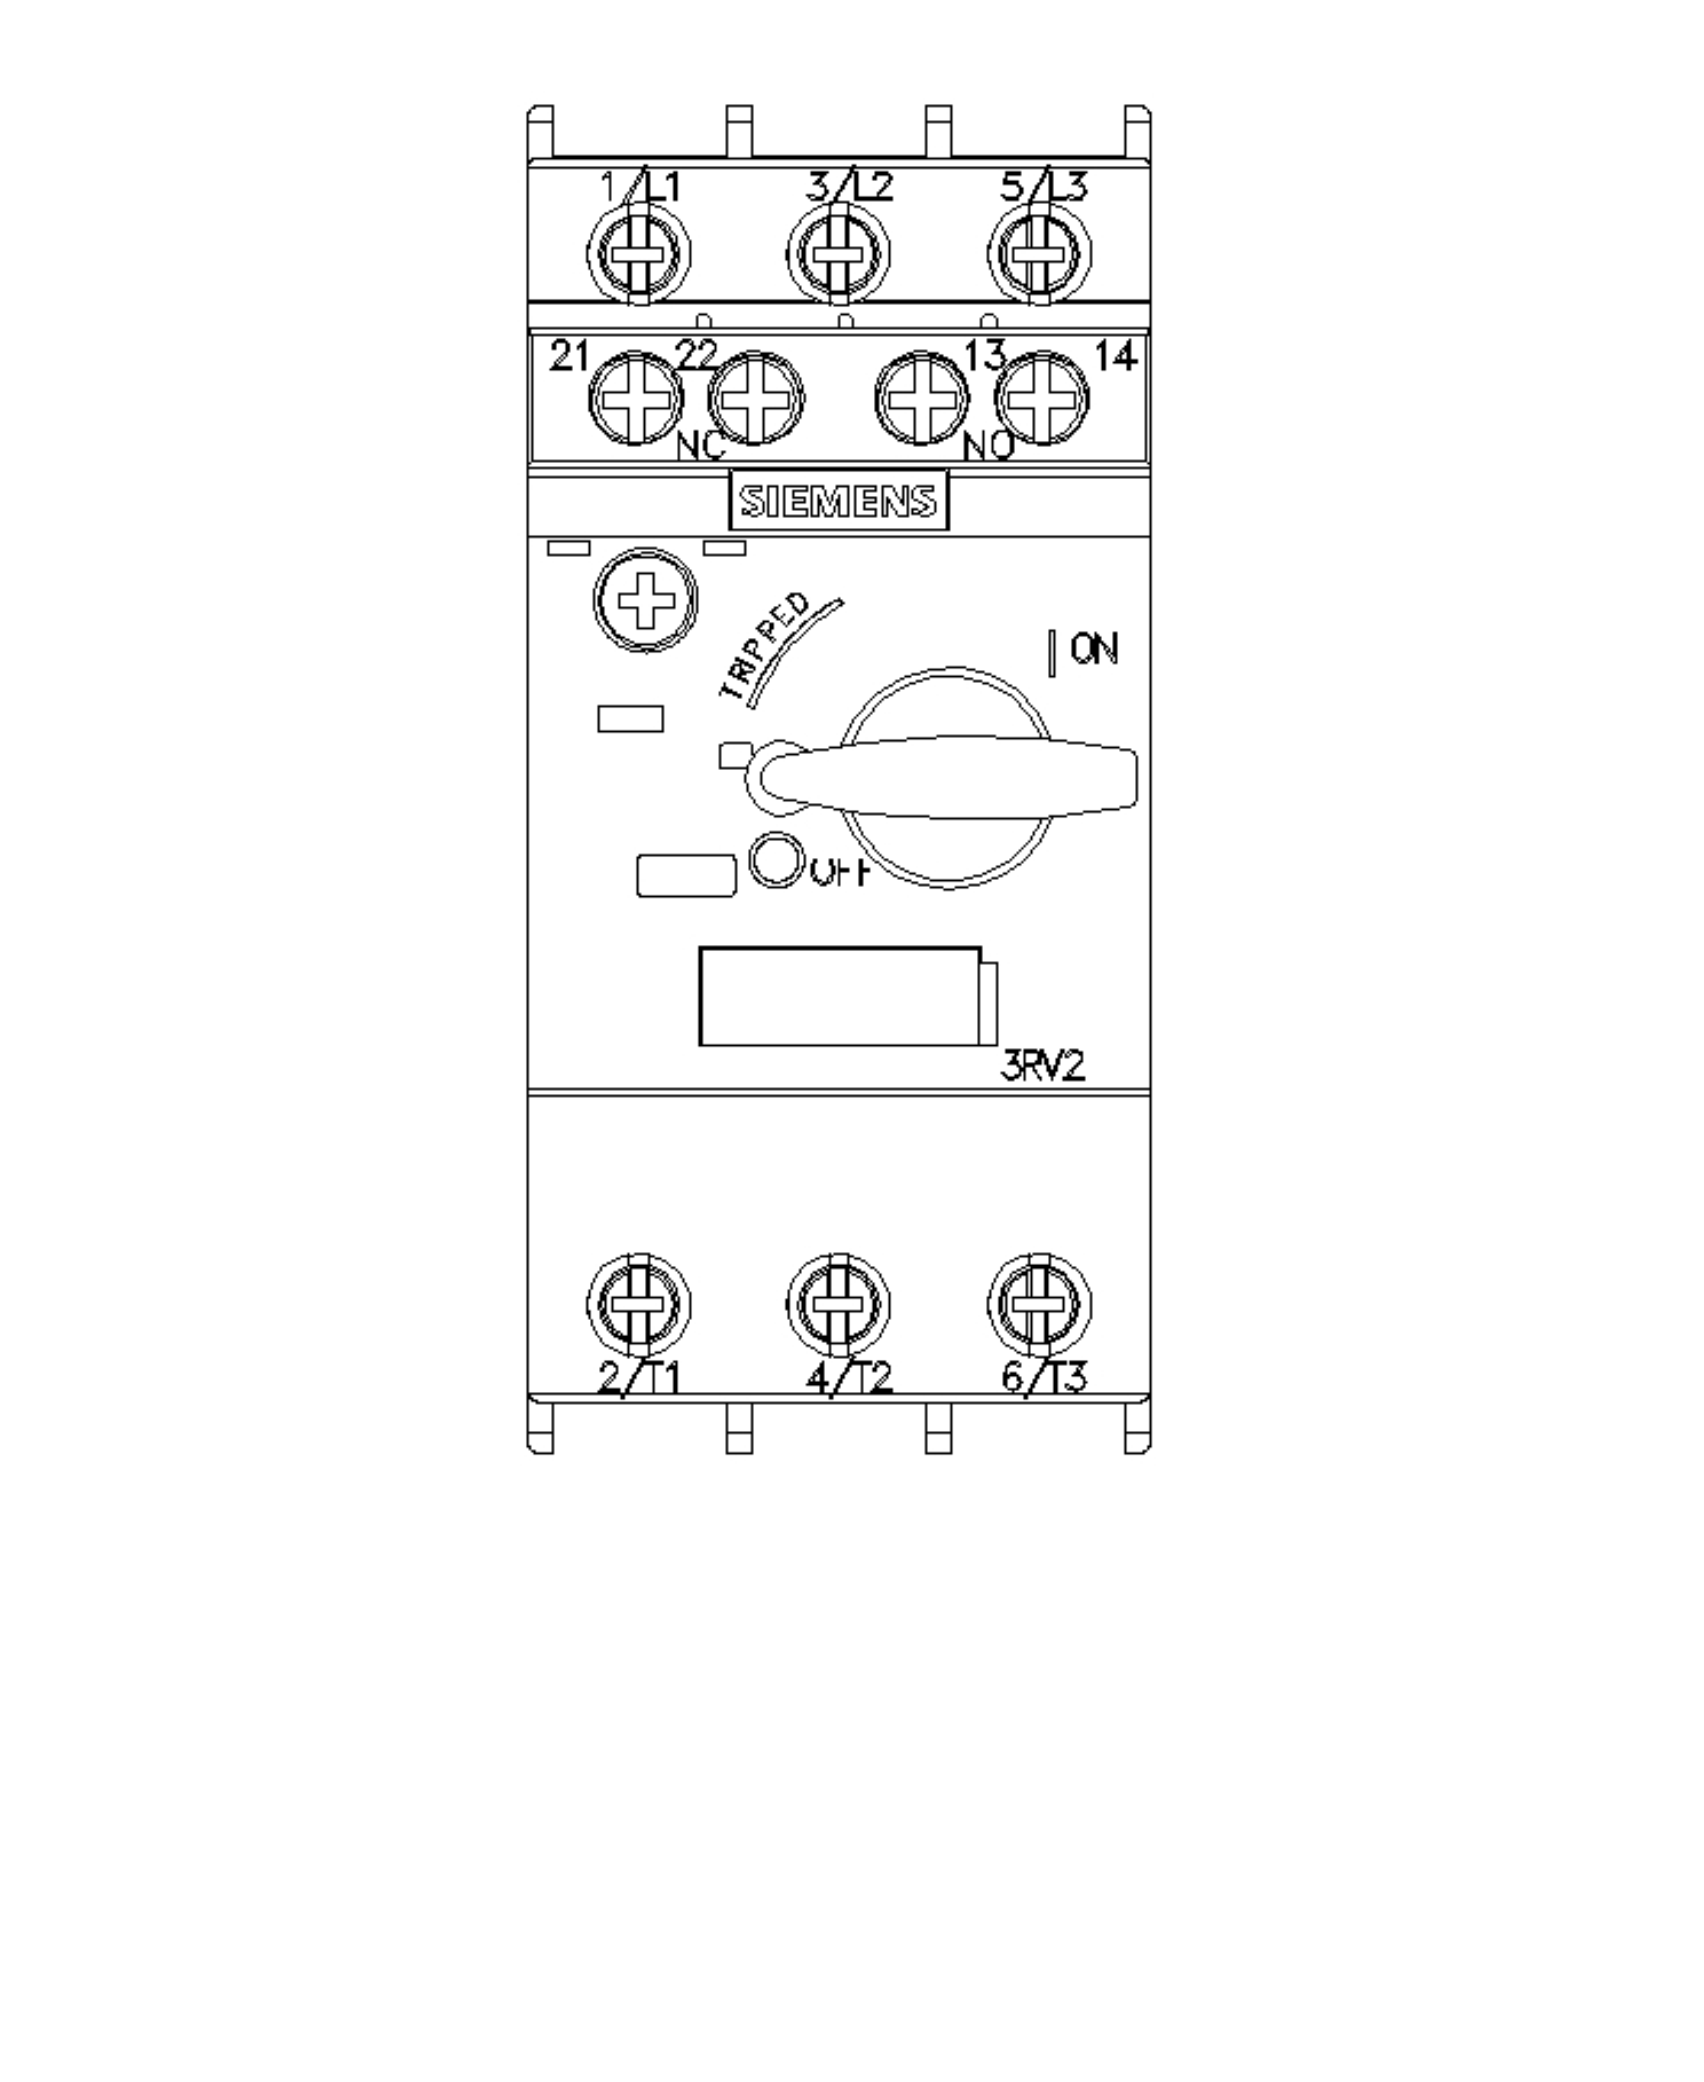 1/L1 3/L2 5/L3
21 22 13 14
NC NO
SIEMENS
TRIPPED
ON
OFF
3RV2
2/T1 4/T2 6/T3